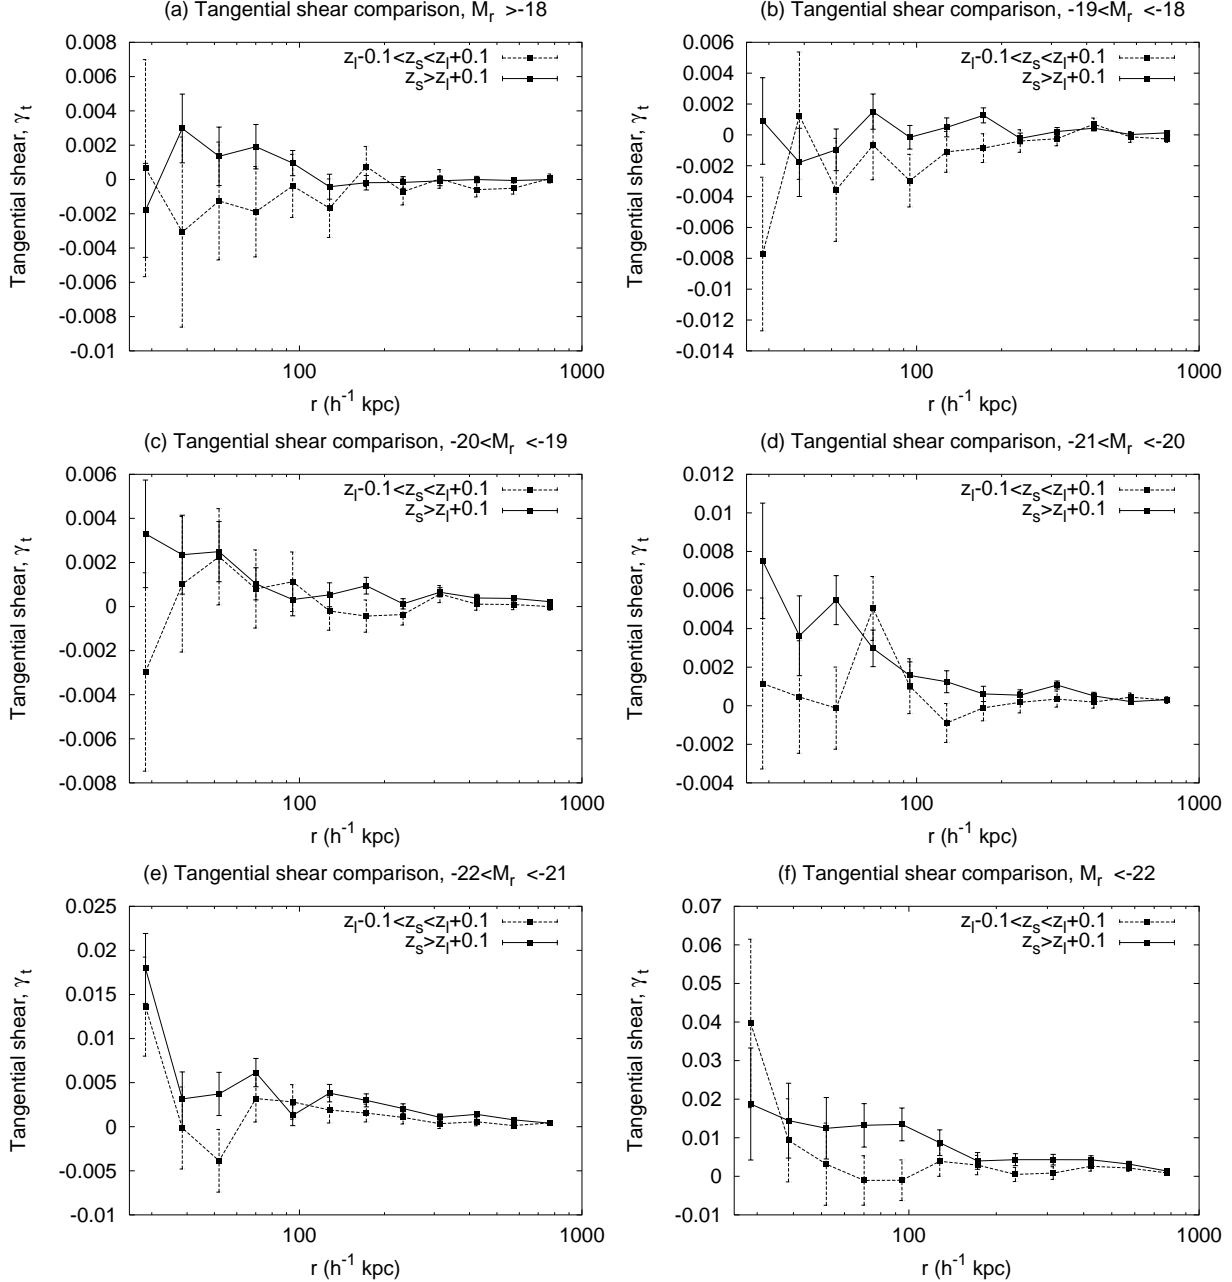 (a) Tangential shear comparison, M_r >-18
0.008
0.006
0.004
0.002
0
-0.002
-0.004
-0.006
-0.008
-0.01
Tangential shear, γ_t
z_l-0.1<z_s<z_l+0.1
z_s>z_l+0.1
100
1000
r (h^-1 kpc)
(b) Tangential shear comparison, -19<M_r <-18
0.006
0.004
0.002
0
-0.002
-0.004
-0.006
-0.008
-0.01
-0.012
-0.014
Tangential shear, γ_t
z_l-0.1<z_s<z_l+0.1
z_s>z_l+0.1
100
1000
r (h^-1 kpc)
(c) Tangential shear comparison, -20<M_r <-19
0.006
0.004
0.002
0
-0.002
-0.004
-0.006
-0.008
Tangential shear, γ_t
z_l-0.1<z_s<z_l+0.1
z_s>z_l+0.1
100
1000
r (h^-1 kpc)
(d) Tangential shear comparison, -21<M_r <-20
0.012
0.01
0.008
0.006
0.004
0.002
0
-0.002
-0.004
Tangential shear, γ_t
z_l-0.1<z_s<z_l+0.1
z_s>z_l+0.1
100
1000
r (h^-1 kpc)
(e) Tangential shear comparison, -22<M_r <-21
0.025
0.02
0.015
0.01
0.005
0
-0.005
-0.01
Tangential shear, γ_t
z_l-0.1<z_s<z_l+0.1
z_s>z_l+0.1
100
1000
r (h^-1 kpc)
(f) Tangential shear comparison, M_r <-22
0.07
0.06
0.05
0.04
0.03
0.02
0.01
0
-0.01
Tangential shear, γ_t
z_l-0.1<z_s<z_l+0.1
z_s>z_l+0.1
100
1000
r (h^-1 kpc)